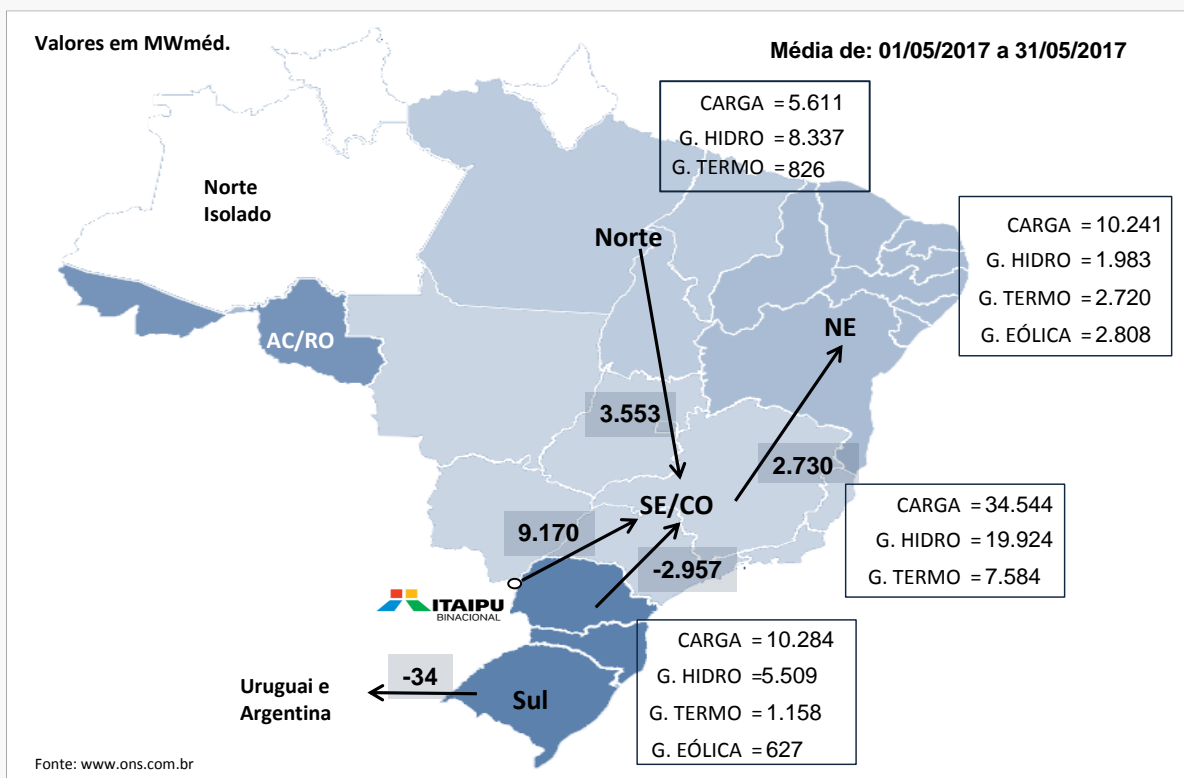 Valores em MWméd.
Média de: 01/05/2017 a 31/05/2017
CARGA = 5.611
G. HIDRO = 8.337
G. TERMO = 826
Norte
Isolado
Norte
CARGA = 10.241
G. HIDRO = 1.983
G. TERMO = 2.720
G. EÓLICA = 2.808
AC/RO
NE
3.553
2.730
SE/CO
CARGA = 34.544
G. HIDRO = 19.924
G. TERMO = 7.584
9.170
-2.957
ITAIPU
BINACIONAL
CARGA = 10.284
G. HIDRO =5.509
G. TERMO = 1.158
G. EÓLICA = 627
-34
Uruguai e
Argentina
Sul
Fonte: www.ons.com.br